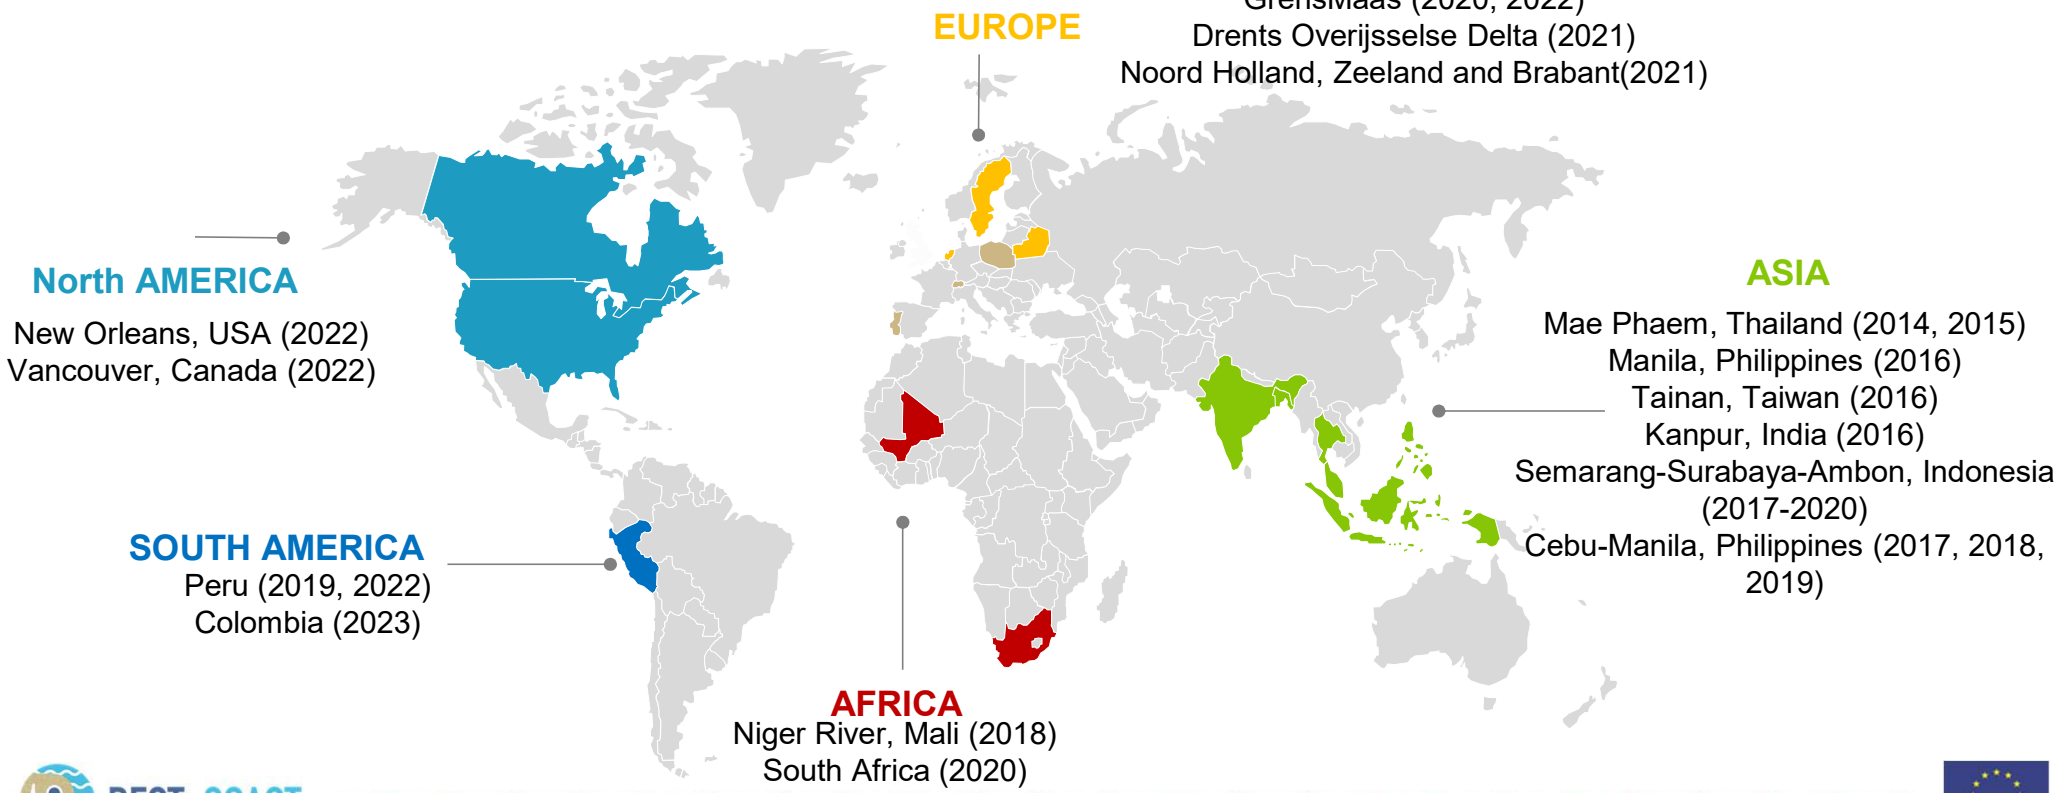 GrensMaas (2020, 2022)
EUROPE
Drents Overijsselse Delta (2021)
Noord Holland, Zeeland and Brabant(2021)
North AMERICA
New Orleans, USA (2022)
Vancouver, Canada (2022)
ASIA
Mae Phaem, Thailand (2014, 2015)
Manila, Philippines (2016)
Tainan, Taiwan (2016)
Kanpur, India (2016)
Semarang-Surabaya-Ambon, Indonesia
(2017-2020)
Cebu-Manila, Philippines (2017, 2018,
2019)
SOUTH AMERICA
Peru (2019, 2022)
Colombia (2023)
AFRICA
Niger River, Mali (2018)
South Africa (2020)